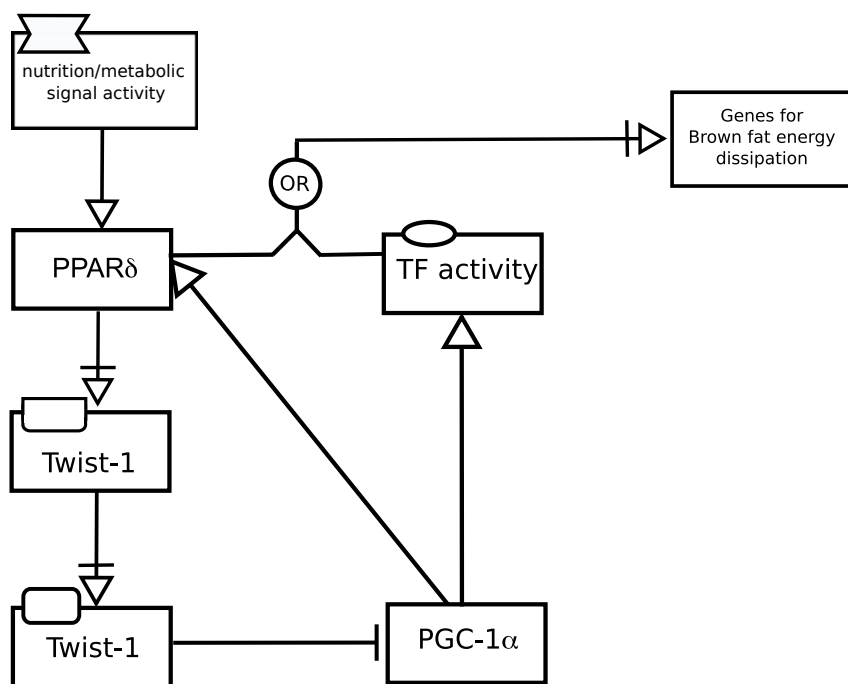 nutrition/metabolic
signal activity
Genes for
Brown fat energy
dissipation
OR
PPARδ
TF activity
Twist-1
Twist-1
PGC-1α